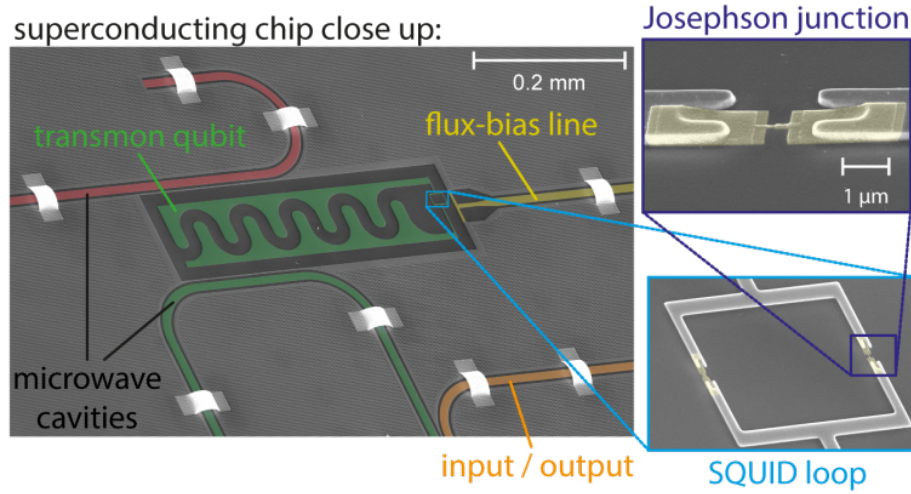 superconducting chip close up:
0.2 mm
transmon qubit
flux-bias line
microwave
cavities
input / output
Josephson junction
1 µm
SQUID loop